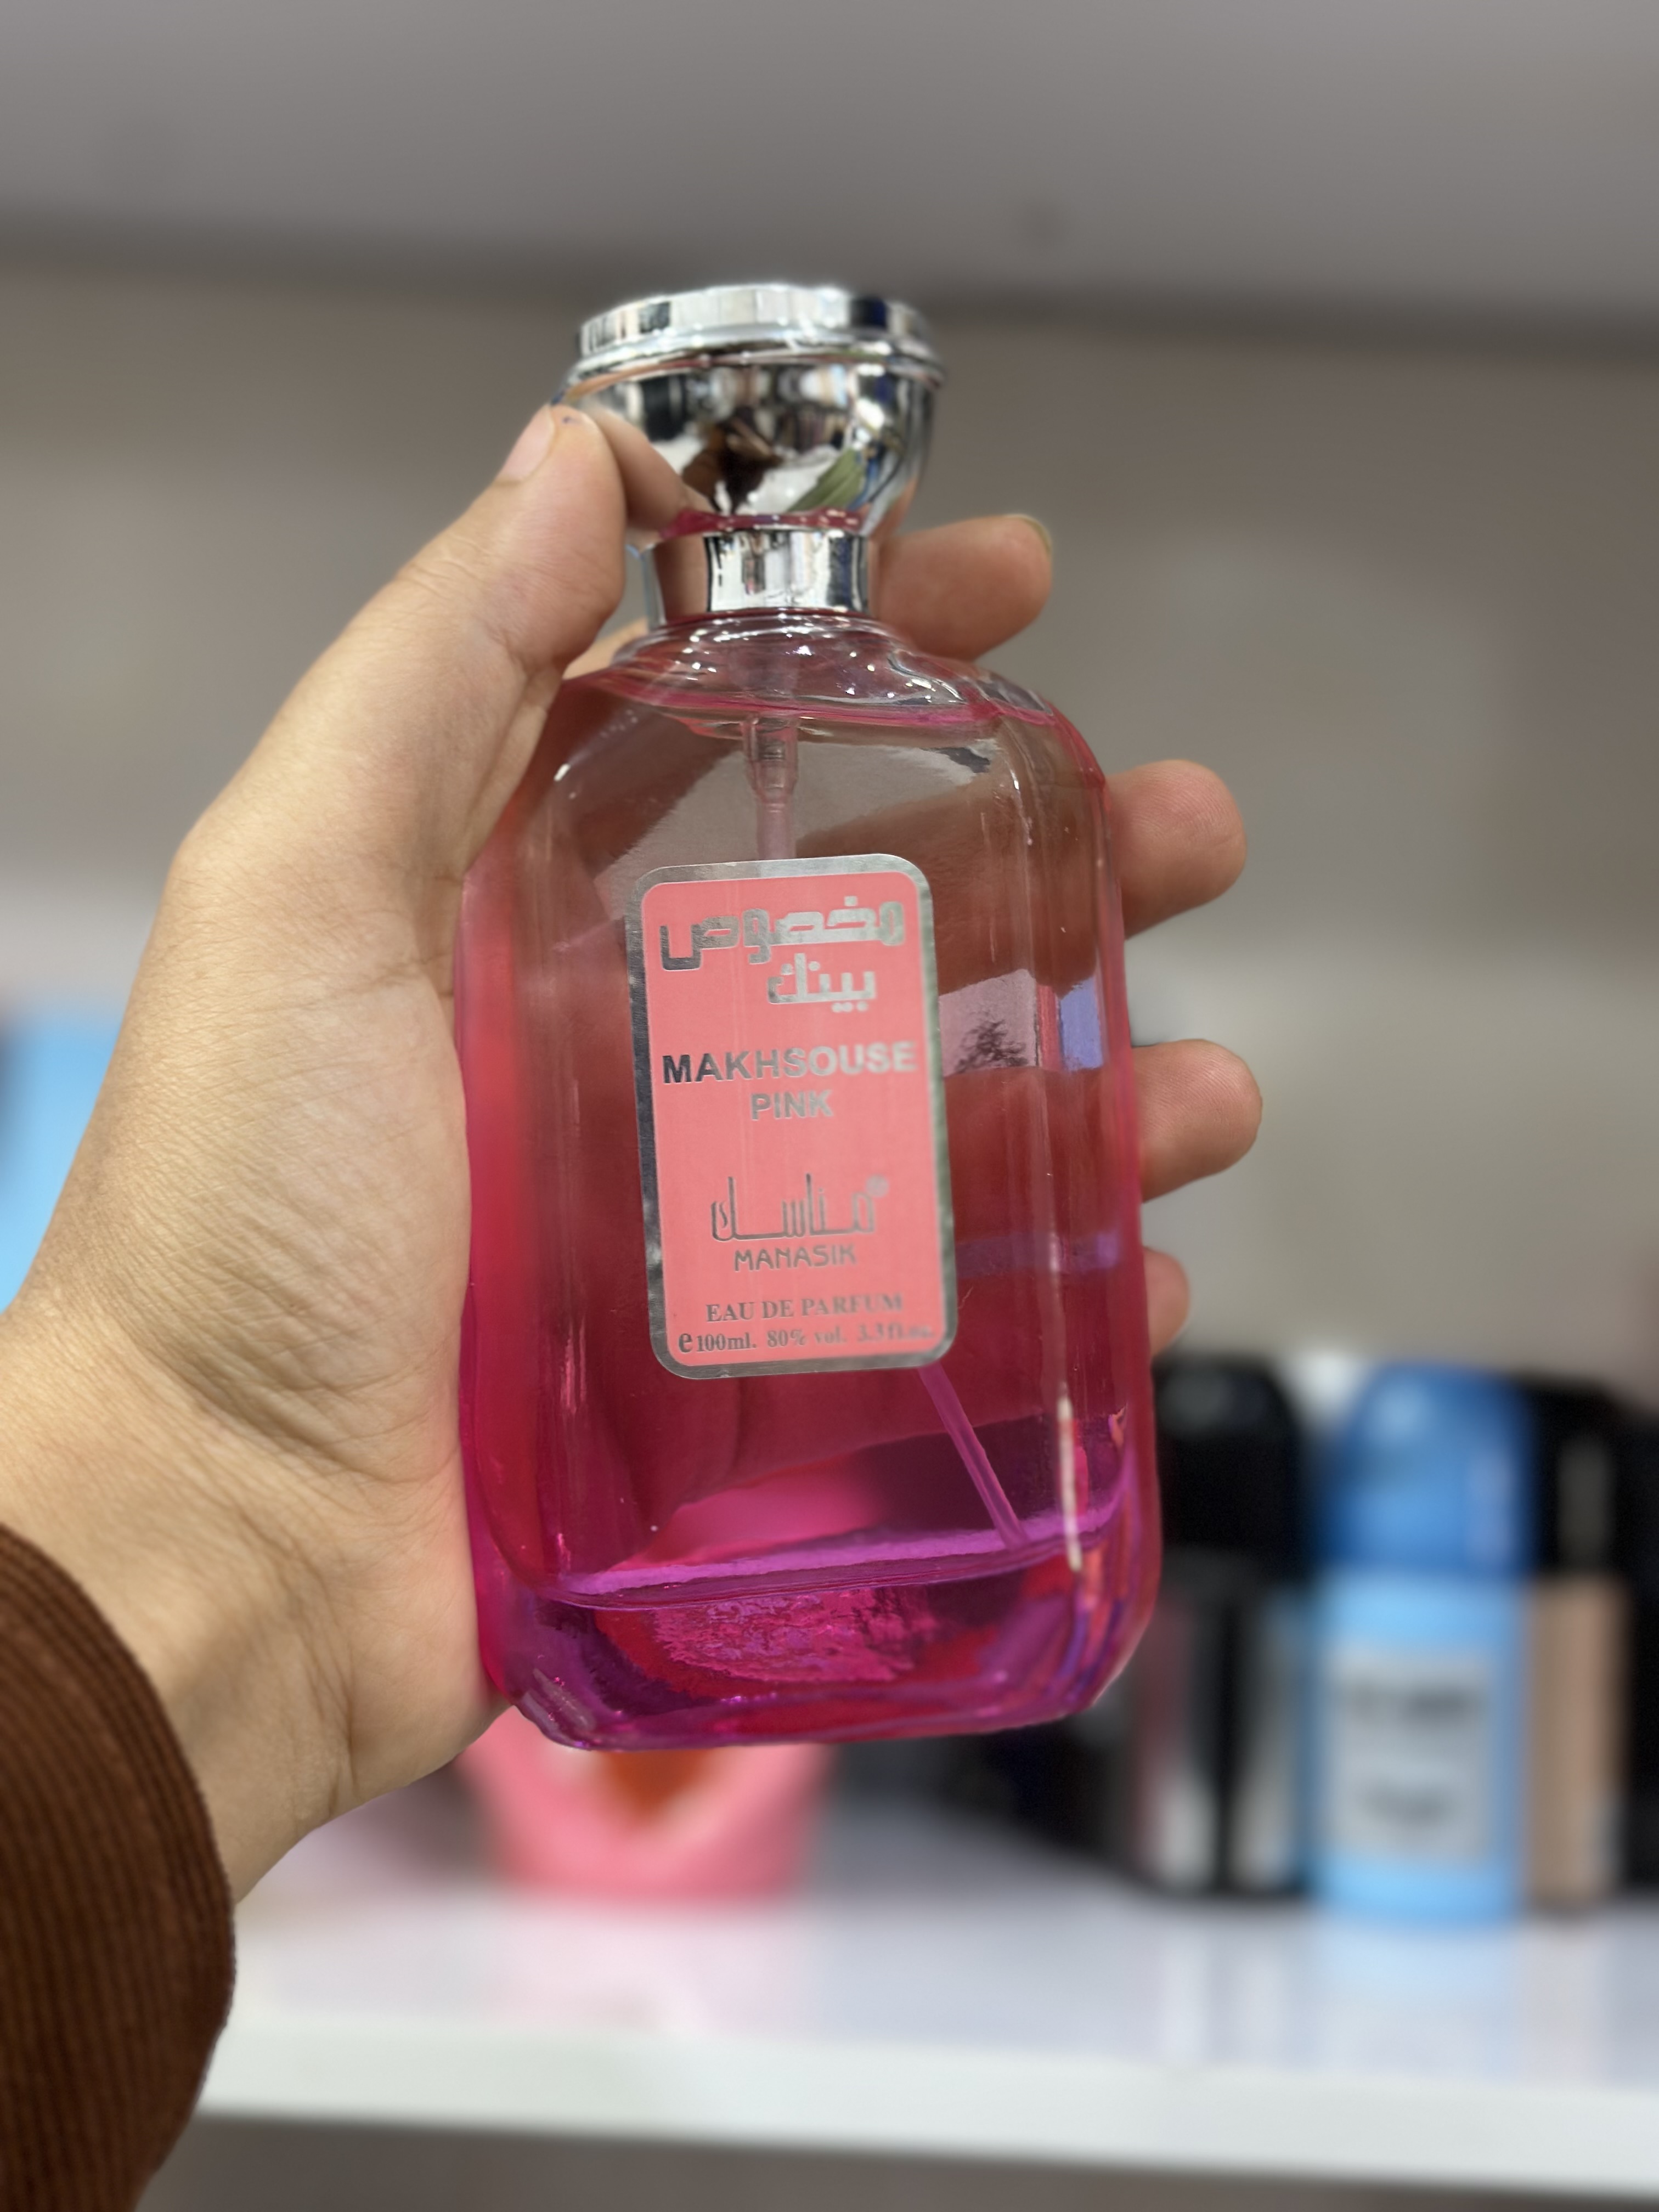 مخصوص
بينك
MAKHSOUSE
PINK
مناسك
MANASIK
EAU DE PARFUM
e100ml. 80% vol. 3.3fl.oz.